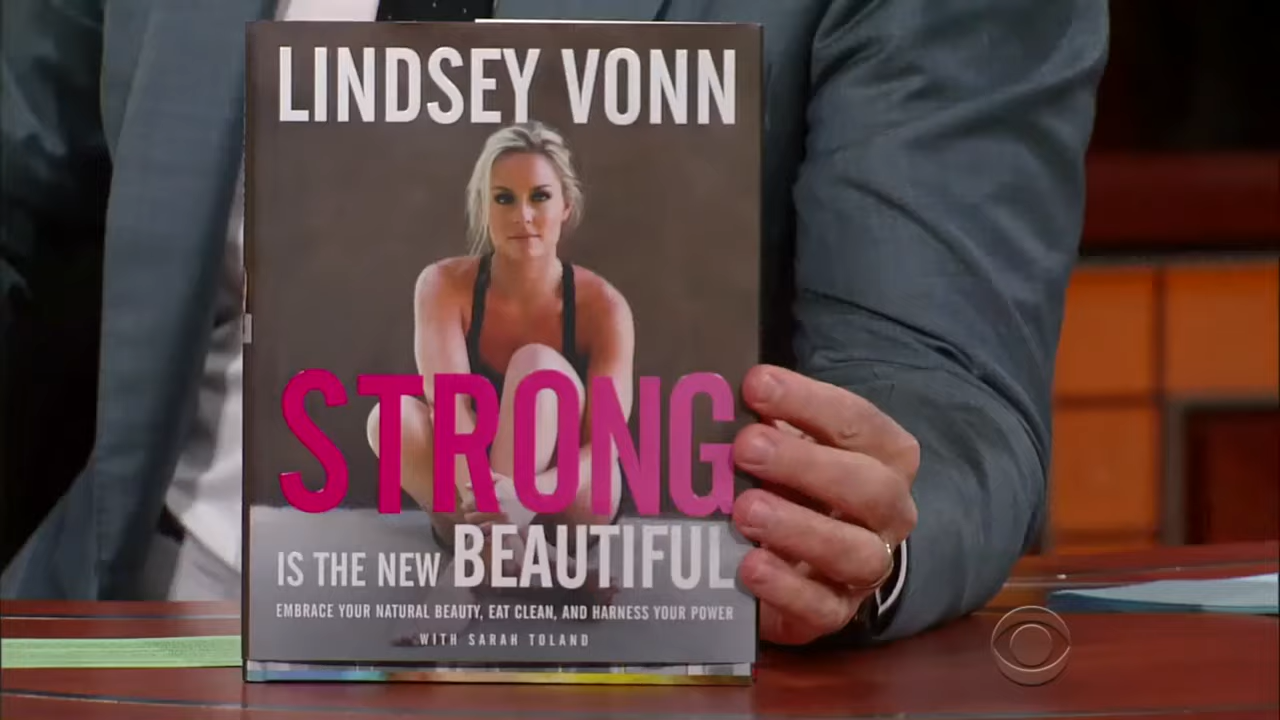 LINDSEY VONN
STRONG
IS THE NEW BEAUTIFUL
EMBRACE YOUR NATURAL BEAUTY, EAT CLEAN, AND HARNESS YOUR POWER
WITH SARAH TOLAND